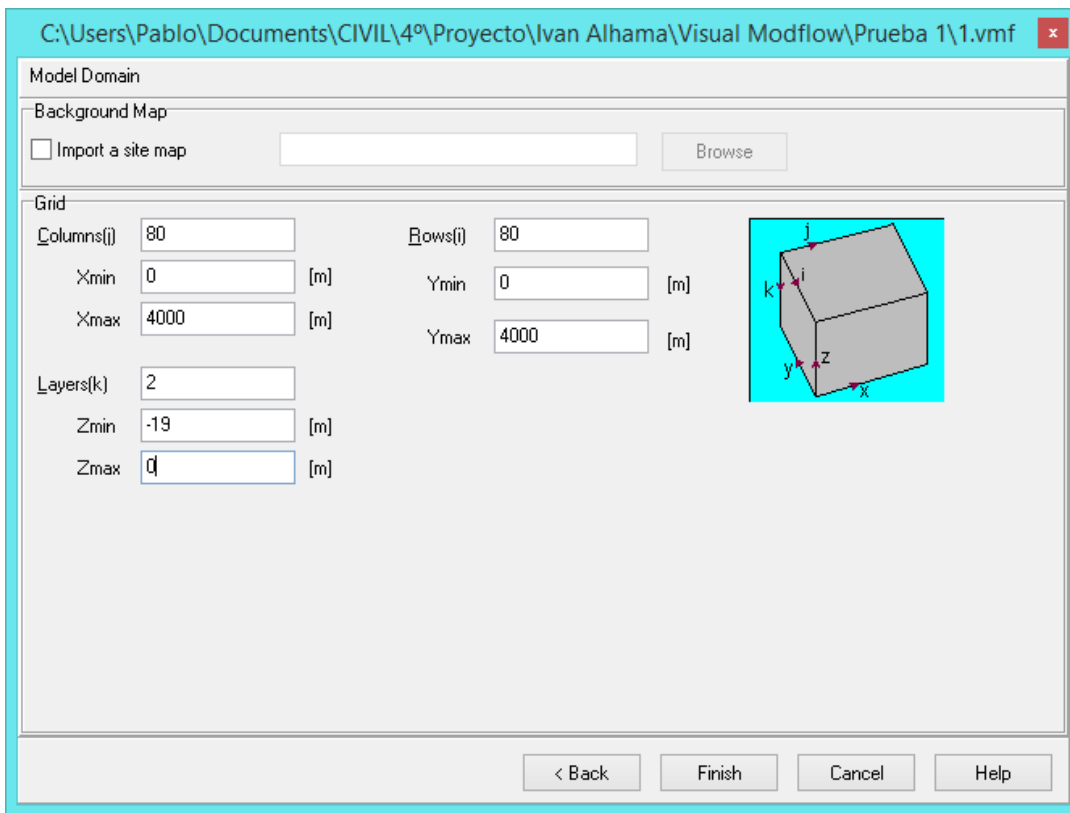 C:\Users\Pablo\Documents\CIVIL\4º\Proyecto\Ivan Alhama\Visual Modflow\Prueba 1\1.vmf x
Model Domain
Background Map
Import a site map Browse
Grid
Columns(j) 80 Rows(i) 80
Xmin 0 [m] Ymin 0 [m]
Xmax 4000 [m] Ymax 4000 [m]
Layers(k) 2
Zmin -19 [m]
Zmax 0 [m]
j
i
k
z
y
x
< Back Finish Cancel Help